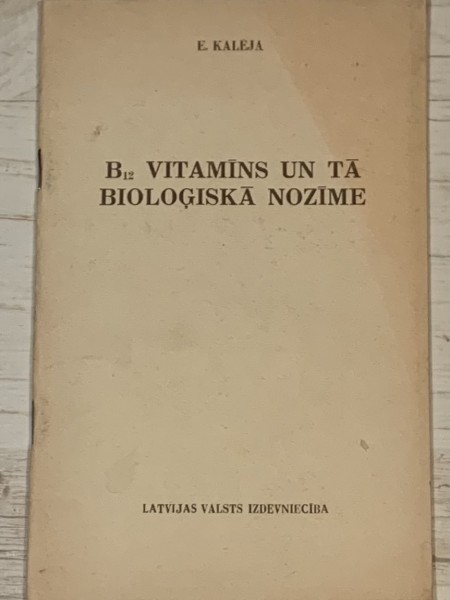 E. KALĒJA
B₁₂ VITAMĪNS UN TĀ
BIOLOĢISKĀ NOZĪME
LATVIJAS VALSTS IZDEVNIECĪBA